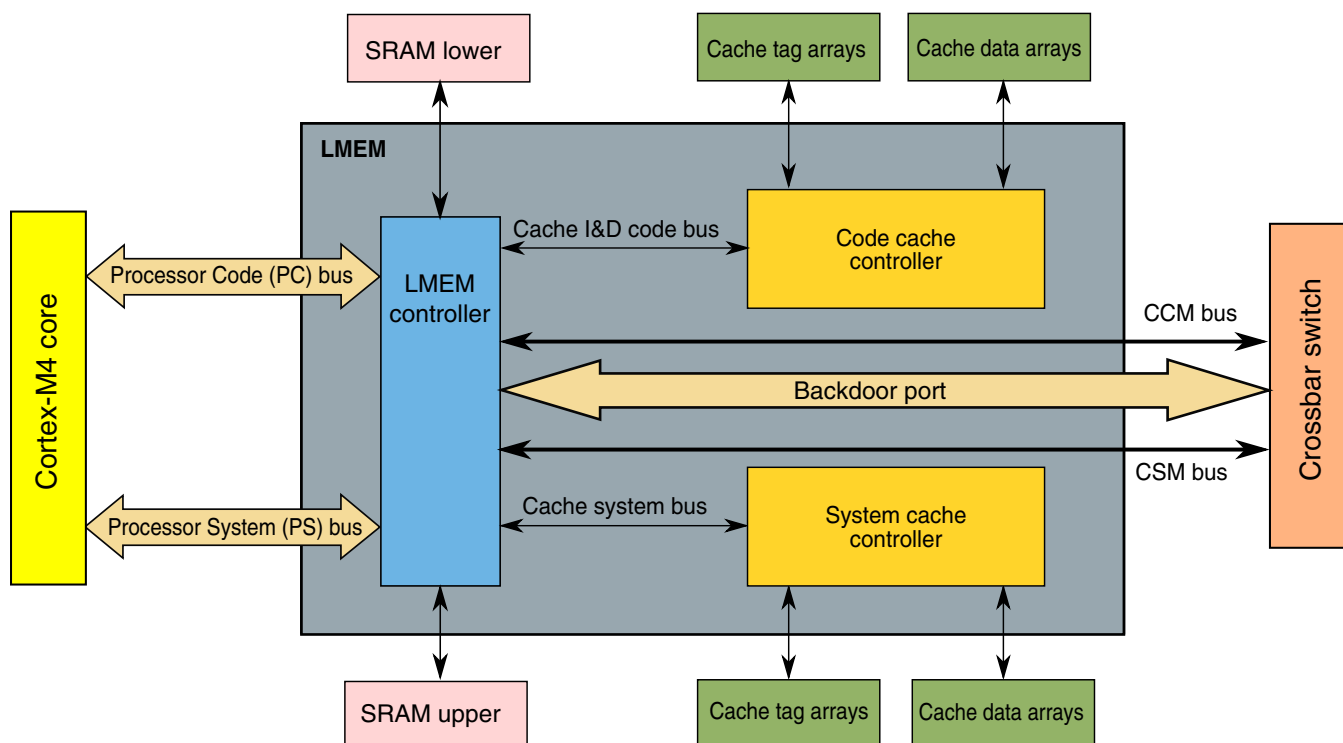 SRAM lower
Cache tag arrays
Cache data arrays
LMEM
Cortex-M4 core
Processor Code (PC) bus
LMEM
controller
Cache I&D code bus
Code cache
controller
CCM bus
Backdoor port
CSM bus
Crossbar switch
Processor System (PS) bus
Cache system bus
System cache
controller
SRAM upper
Cache tag arrays
Cache data arrays